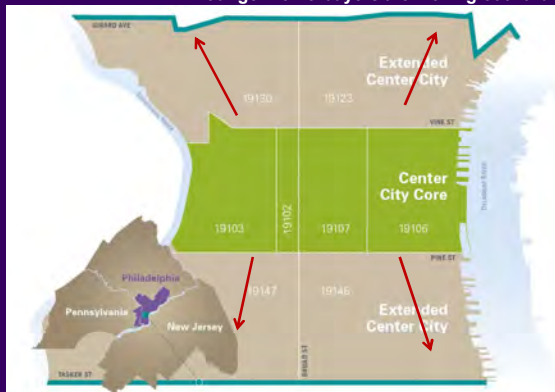 GIRARD AVE
Extended
Center City
19130
19123
VINE ST
Center
City Core
19103
19102
19107
19106
PINE ST
19147
19146
Philadelphia
Pennsylvania
New Jersey
Extended
Center City
TASKER ST
BROAD ST